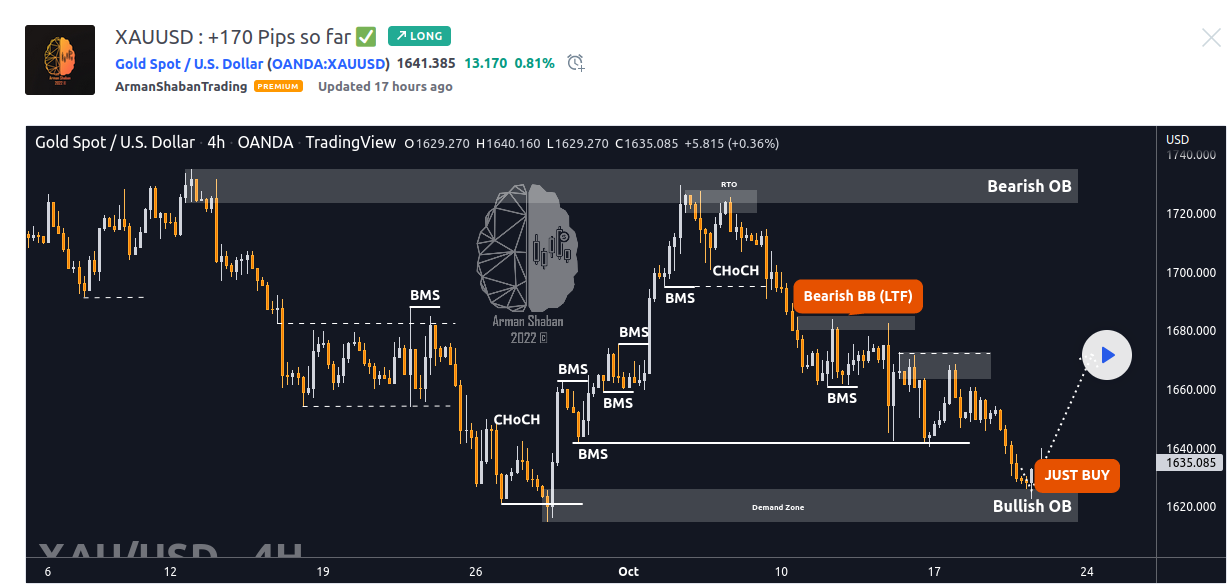 XAUUSD : +170 Pips so far ✅ ↗ LONG
Gold Spot / U.S. Dollar (OANDA:XAUUSD) 1641.385 13.170 0.81%
ArmanShabanTrading PREMIUM Updated 17 hours ago
Arman Shaban
2022 ©
Gold Spot / U.S. Dollar · 4h · OANDA · TradingView O1629.270 H1640.160 L1629.270 C1635.085 +5.815 (+0.36%)
USD
1740.000
RTO
Bearish OB
1720.000
CHoCH
1700.000
BMS
BMS
Bearish BB (LTF)
Arman Shaban
2022 ©
BMS
1680.000
BMS
BMS
BMS
1660.000
CHoCH
BMS
1640.000
1635.085
JUST BUY
Demand Zone
Bullish OB
1620.000
XAU/USD 4H
6 12 19 26 Oct 10 17 24